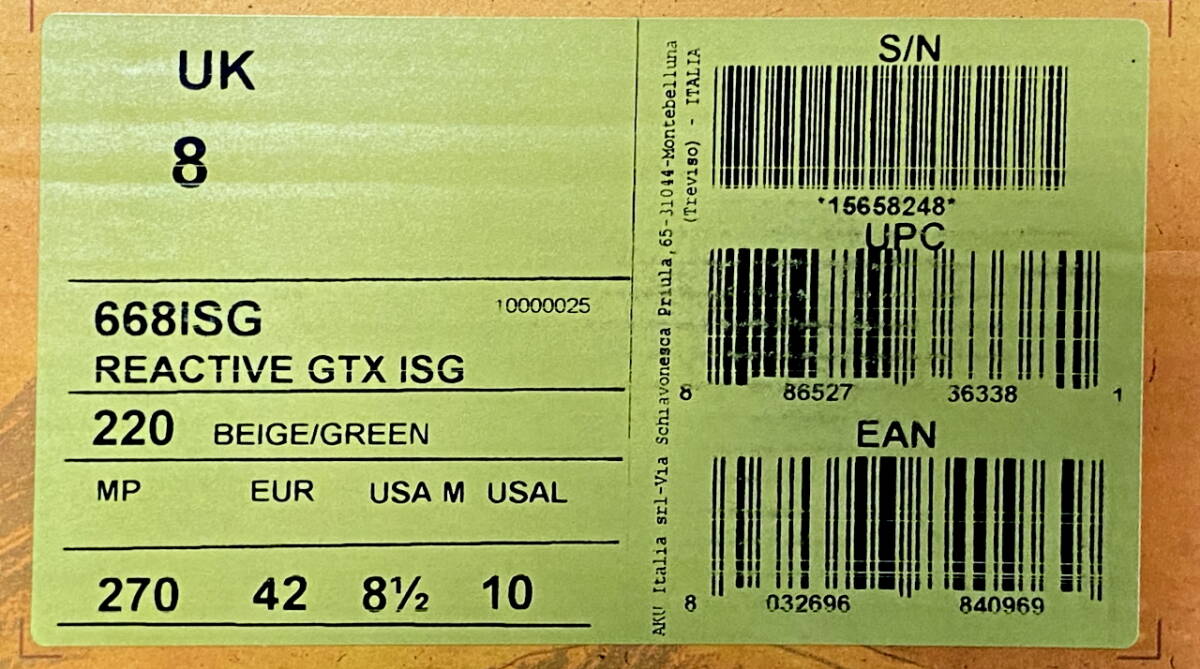 UK
8
668ISG 10000025
REACTIVE GTX ISG
220 BEIGE/GREEN
MP EUR USA M USAL
270 42 8½ 10
AKU Italia srl-Via Schiavonesca Priula,65-31044-Montebelluna
(Treviso) - ITALIA
S/N
*15658248*
UPC
8 86527 36338 1
EAN
8 032696 840969